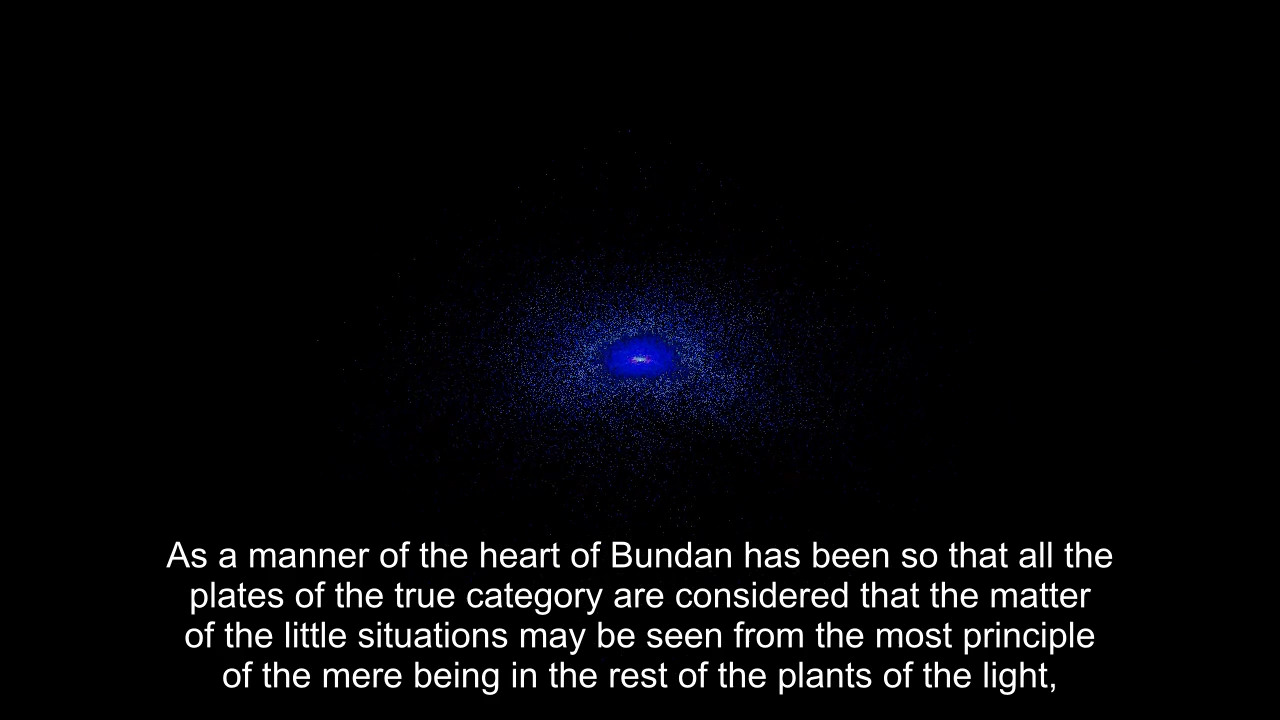 As a manner of the heart of Bundan has been so that all the
plates of the true category are considered that the matter
of the little situations may be seen from the most principle
of the mere being in the rest of the plants of the light,